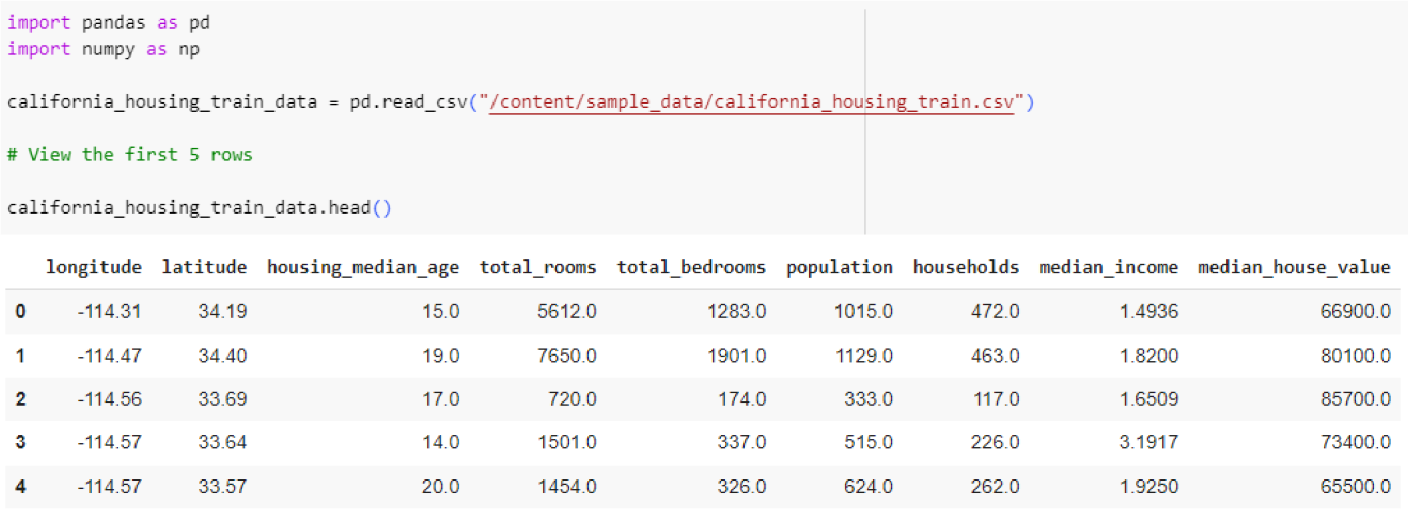 import pandas as pd
import numpy as np
california_housing_train_data = pd.read_csv("/content/sample_data/california_housing_train.csv")
# View the first 5 rows
california_housing_train_data.head()
longitude latitude housing_median_age total_rooms total_bedrooms population households median_income median_house_value
0 -114.31 34.19 15.0 5612.0 1283.0 1015.0 472.0 1.4936 66900.0
1 -114.47 34.40 19.0 7650.0 1901.0 1129.0 463.0 1.8200 80100.0
2 -114.56 33.69 17.0 720.0 174.0 333.0 117.0 1.6509 85700.0
3 -114.57 33.64 14.0 1501.0 337.0 515.0 226.0 3.1917 73400.0
4 -114.57 33.57 20.0 1454.0 326.0 624.0 262.0 1.9250 65500.0